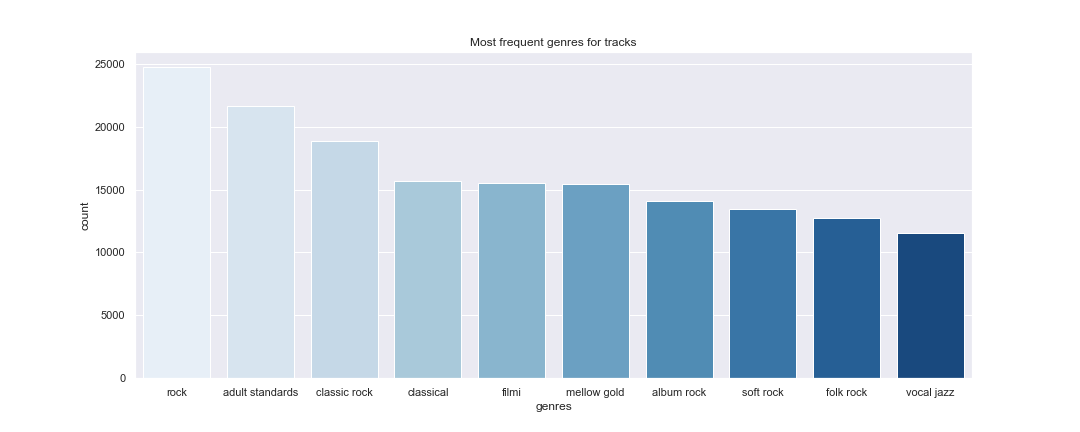 Most frequent genres for tracks
count
25000
20000
15000
10000
5000
0
rock adult standards classic rock classical filmi mellow gold album rock soft rock folk rock vocal jazz
genres